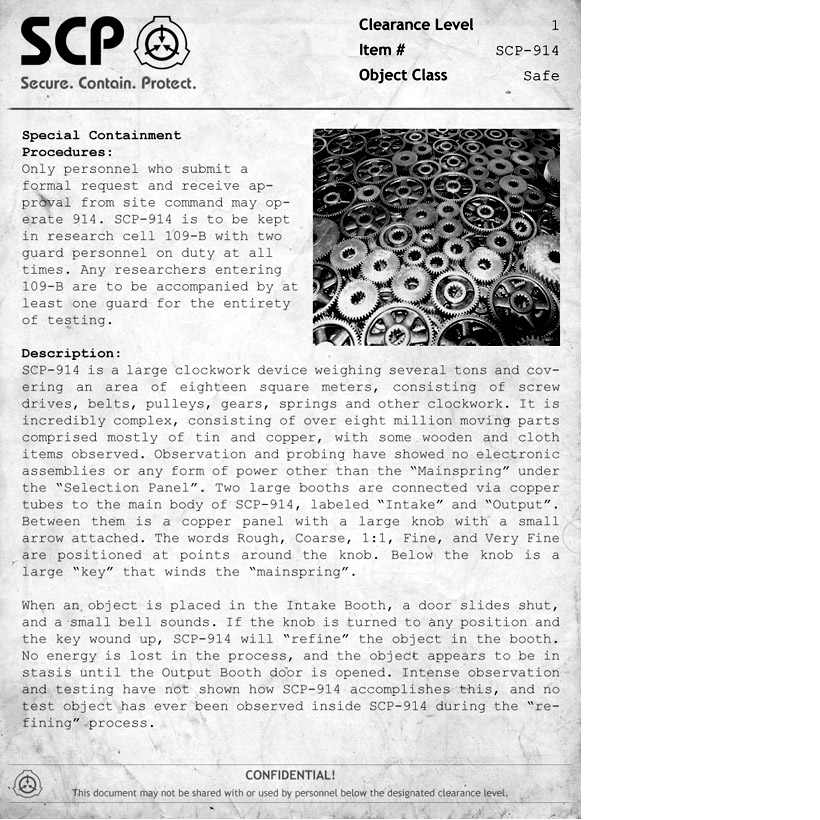 SCP
Secure. Contain. Protect.
Clearance Level 1
Item # SCP-914
Object Class Safe
Special Containment
Procedures:
Only personnel who submit a
formal request and receive ap-
proval from site command may op-
erate 914. SCP-914 is to be kept
in research cell 109-B with two
guard personnel on duty at all
times. Any researchers entering
109-B are to be accompanied by at
least one guard for the entirety
of testing.
Description:
SCP-914 is a large clockwork device weighing several tons and cov-
ering an area of eighteen square meters, consisting of screw
drives, belts, pulleys, gears, springs and other clockwork. It is
incredibly complex, consisting of over eight million moving parts
comprised mostly of tin and copper, with some wooden and cloth
items observed. Observation and probing have showed no electronic
assemblies or any form of power other than the “Mainspring” under
the “Selection Panel”. Two large booths are connected via copper
tubes to the main body of SCP-914, labeled “Intake” and “Output”.
Between them is a copper panel with a large knob with a small
arrow attached. The words Rough, Coarse, 1:1, Fine, and Very Fine
are positioned at points around the knob. Below the knob is a
large “key” that winds the “mainspring”.
When an object is placed in the Intake Booth, a door slides shut,
and a small bell sounds. If the knob is turned to any position and
the key wound up, SCP-914 will “refine” the object in the booth.
No energy is lost in the process, and the object appears to be in
stasis until the Output Booth door is opened. Intense observation
and testing have not shown how SCP-914 accomplishes this, and no
test object has ever been observed inside SCP-914 during the “re-
fining” process.
CONFIDENTIAL!
This document may not be shared with or used by personnel below the designated clearance level.